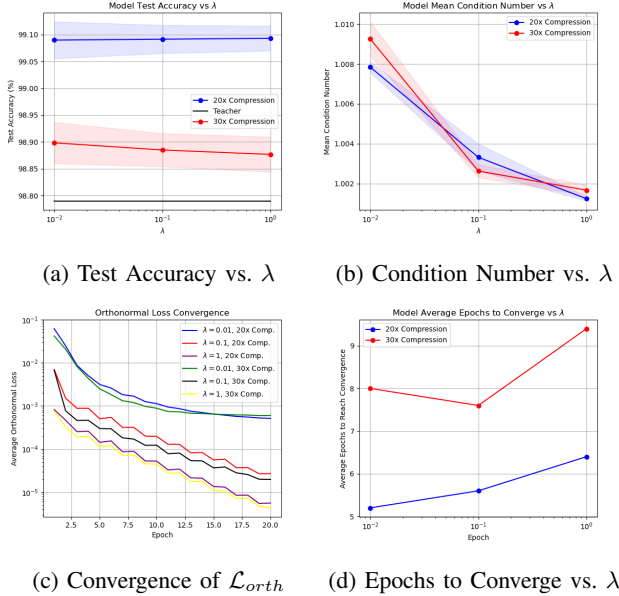 Model Test Accuracy vs λ
99.10
99.05
99.00
98.95
98.90
98.85
98.80
Test Accuracy (%)
20x Compression
Teacher
30x Compression
10⁻²
10⁻¹
10⁰
λ
(a) Test Accuracy vs. λ
Model Mean Condition Number vs λ
1.010
1.008
1.006
1.004
1.002
Mean Condition Number
20x Compression
30x Compression
10⁻²
10⁻¹
10⁰
λ
(b) Condition Number vs. λ
Orthonormal Loss Convergence
10⁻¹
10⁻²
10⁻³
10⁻⁴
10⁻⁵
Average Orthonormal Loss
λ = 0.01, 20x Comp.
λ = 0.1, 20x Comp.
λ = 1, 20x Comp.
λ = 0.01, 30x Comp.
λ = 0.1, 30x Comp.
λ = 1, 30x Comp.
2.5 5.0 7.5 10.0 12.5 15.0 17.5 20.0
Epoch
(c) Convergence of ℒorth
Model Average Epochs to Converge vs λ
9
8
7
6
5
Average Epochs to Reach Convergence
20x Compression
30x Compression
10⁻²
10⁻¹
10⁰
Epoch
(d) Epochs to Converge vs. λ